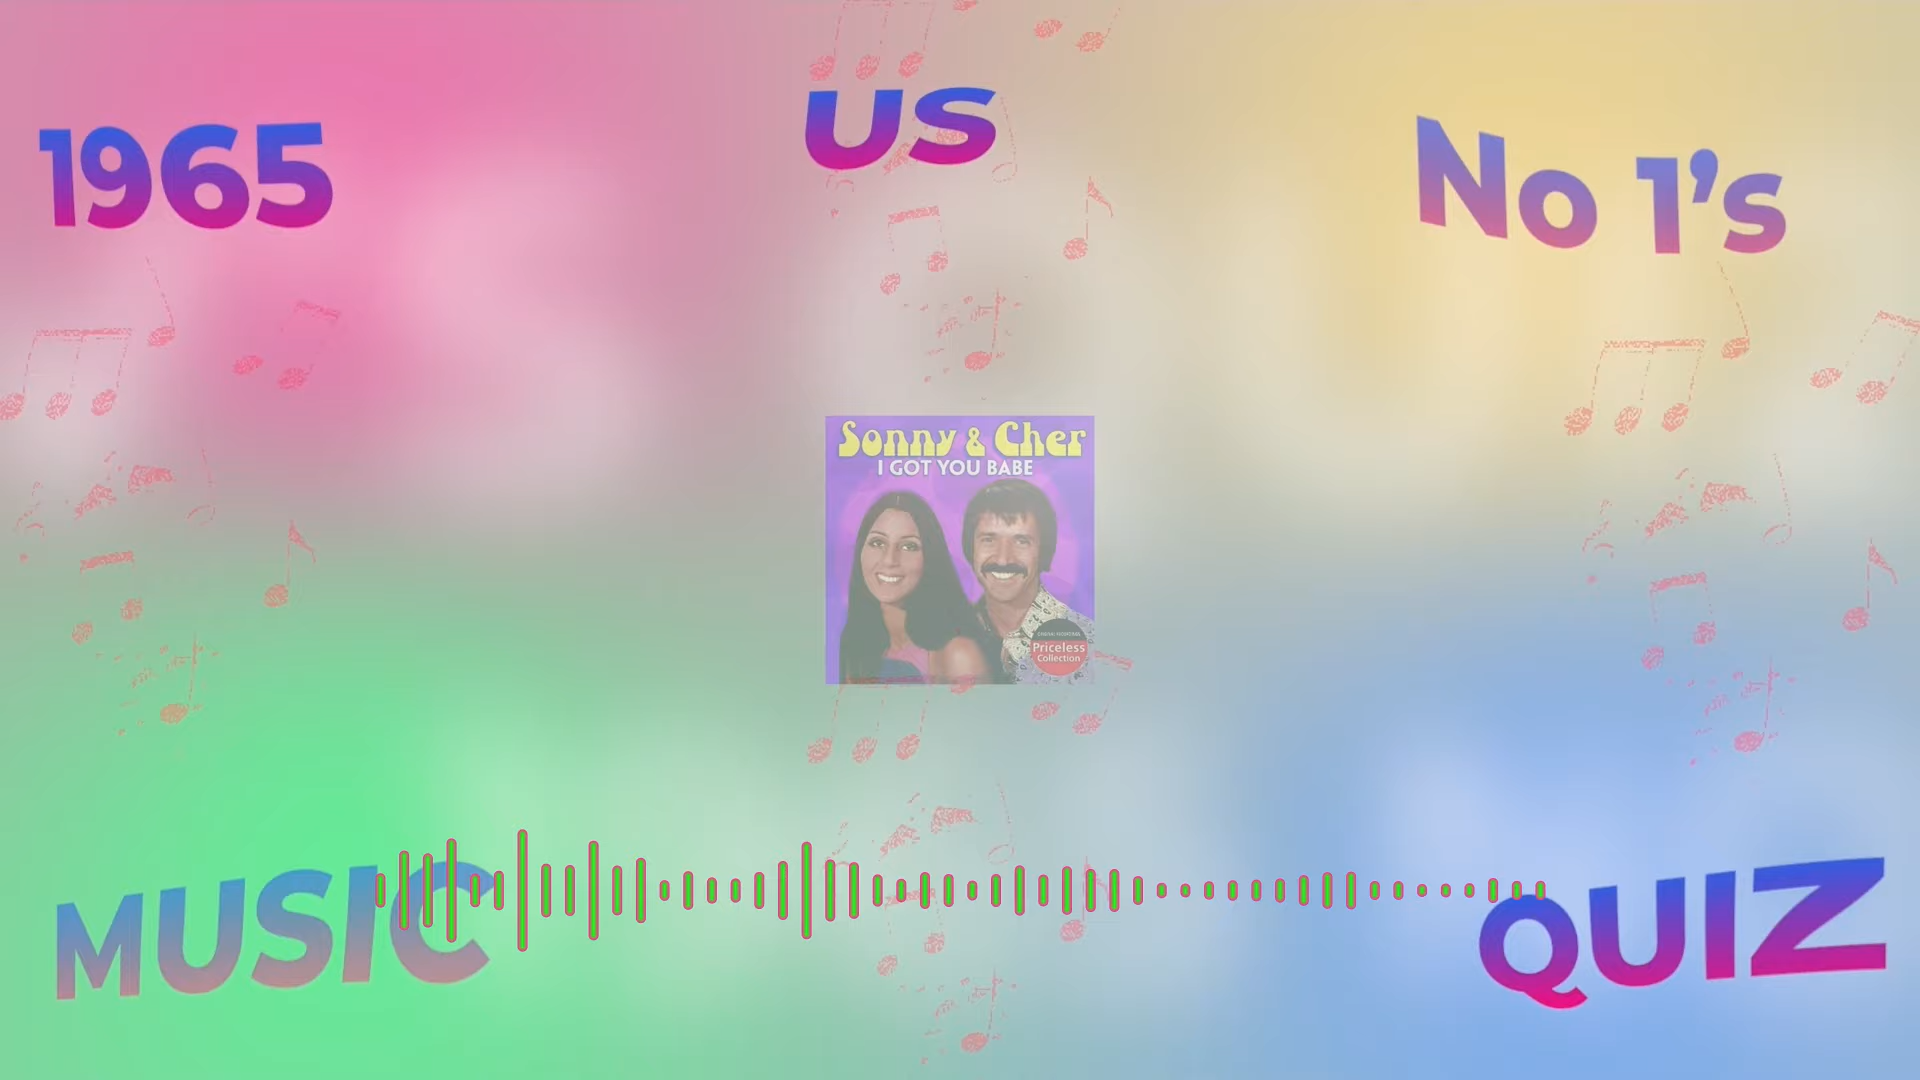 1965
US
No 1's
Sonny & Cher
I GOT YOU BABE
Priceless
Collection
MUSIC
QUIZ